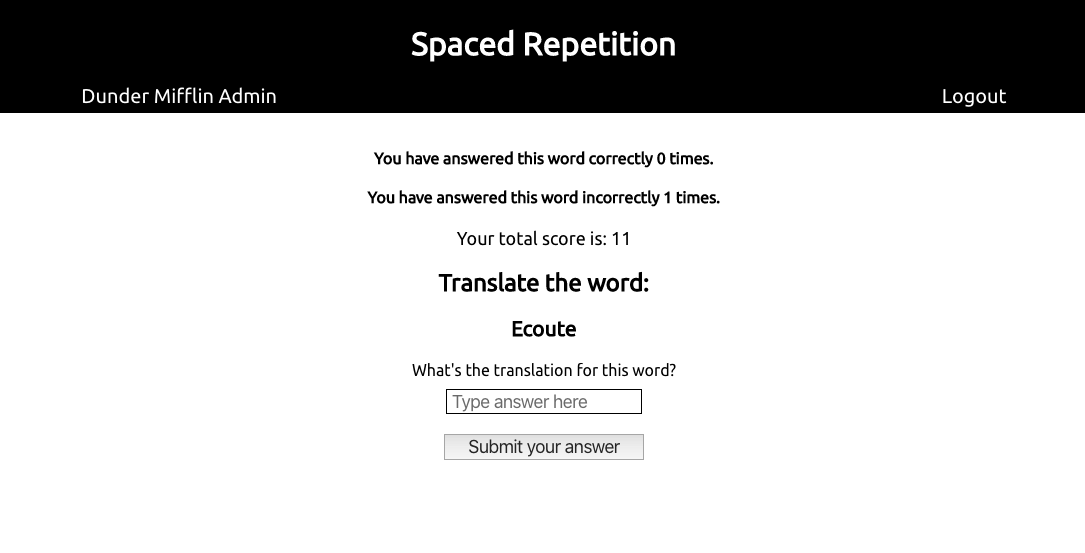 Spaced Repetition
Dunder Mifflin Admin
Logout
You have answered this word correctly 0 times.
You have answered this word incorrectly 1 times.
Your total score is: 11
Translate the word:
Ecoute
What's the translation for this word?
Type answer here
Submit your answer